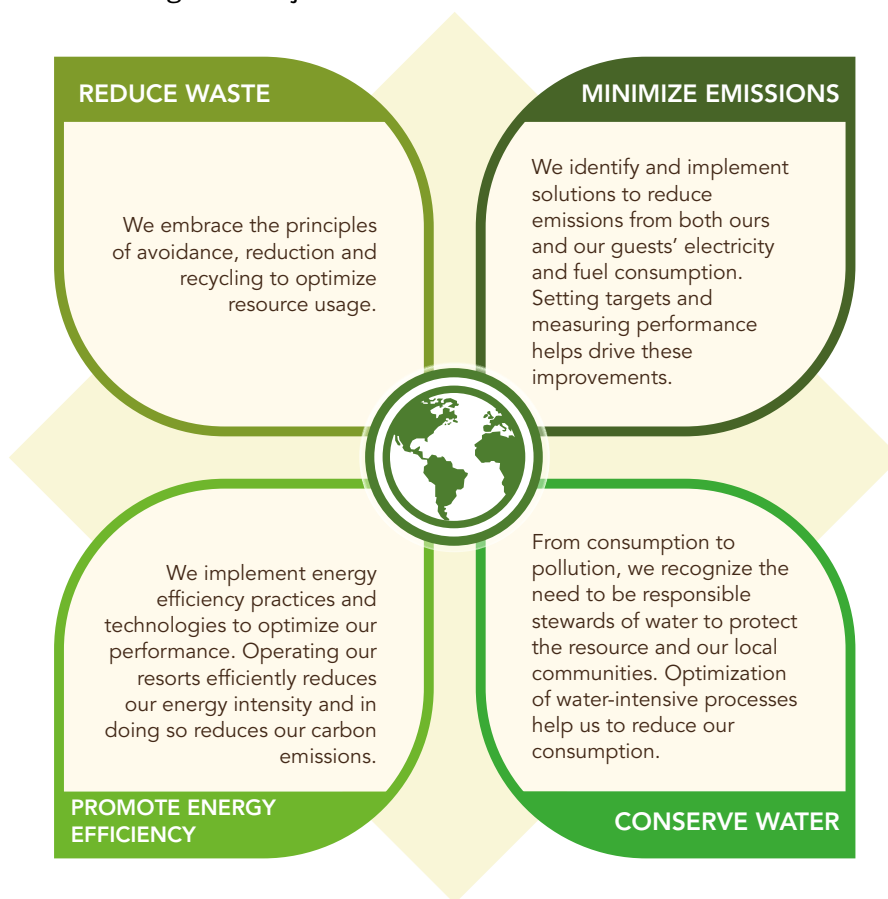 REDUCE WASTE
We embrace the principles
of avoidance, reduction and
recycling to optimize
resource usage.
MINIMIZE EMISSIONS
We identify and implement
solutions to reduce
emissions from both ours
and our guests’ electricity
and fuel consumption.
Setting targets and
measuring performance
helps drive these
improvements.
We implement energy
efficiency practices and
technologies to optimize our
performance. Operating our
resorts efficiently reduces
our energy intensity and in
doing so reduces our carbon
emissions.
PROMOTE ENERGY
EFFICIENCY
From consumption to
pollution, we recognize the
need to be responsible
stewards of water to protect
the resource and our local
communities. Optimization
of water-intensive processes
help us to reduce our
consumption.
CONSERVE WATER